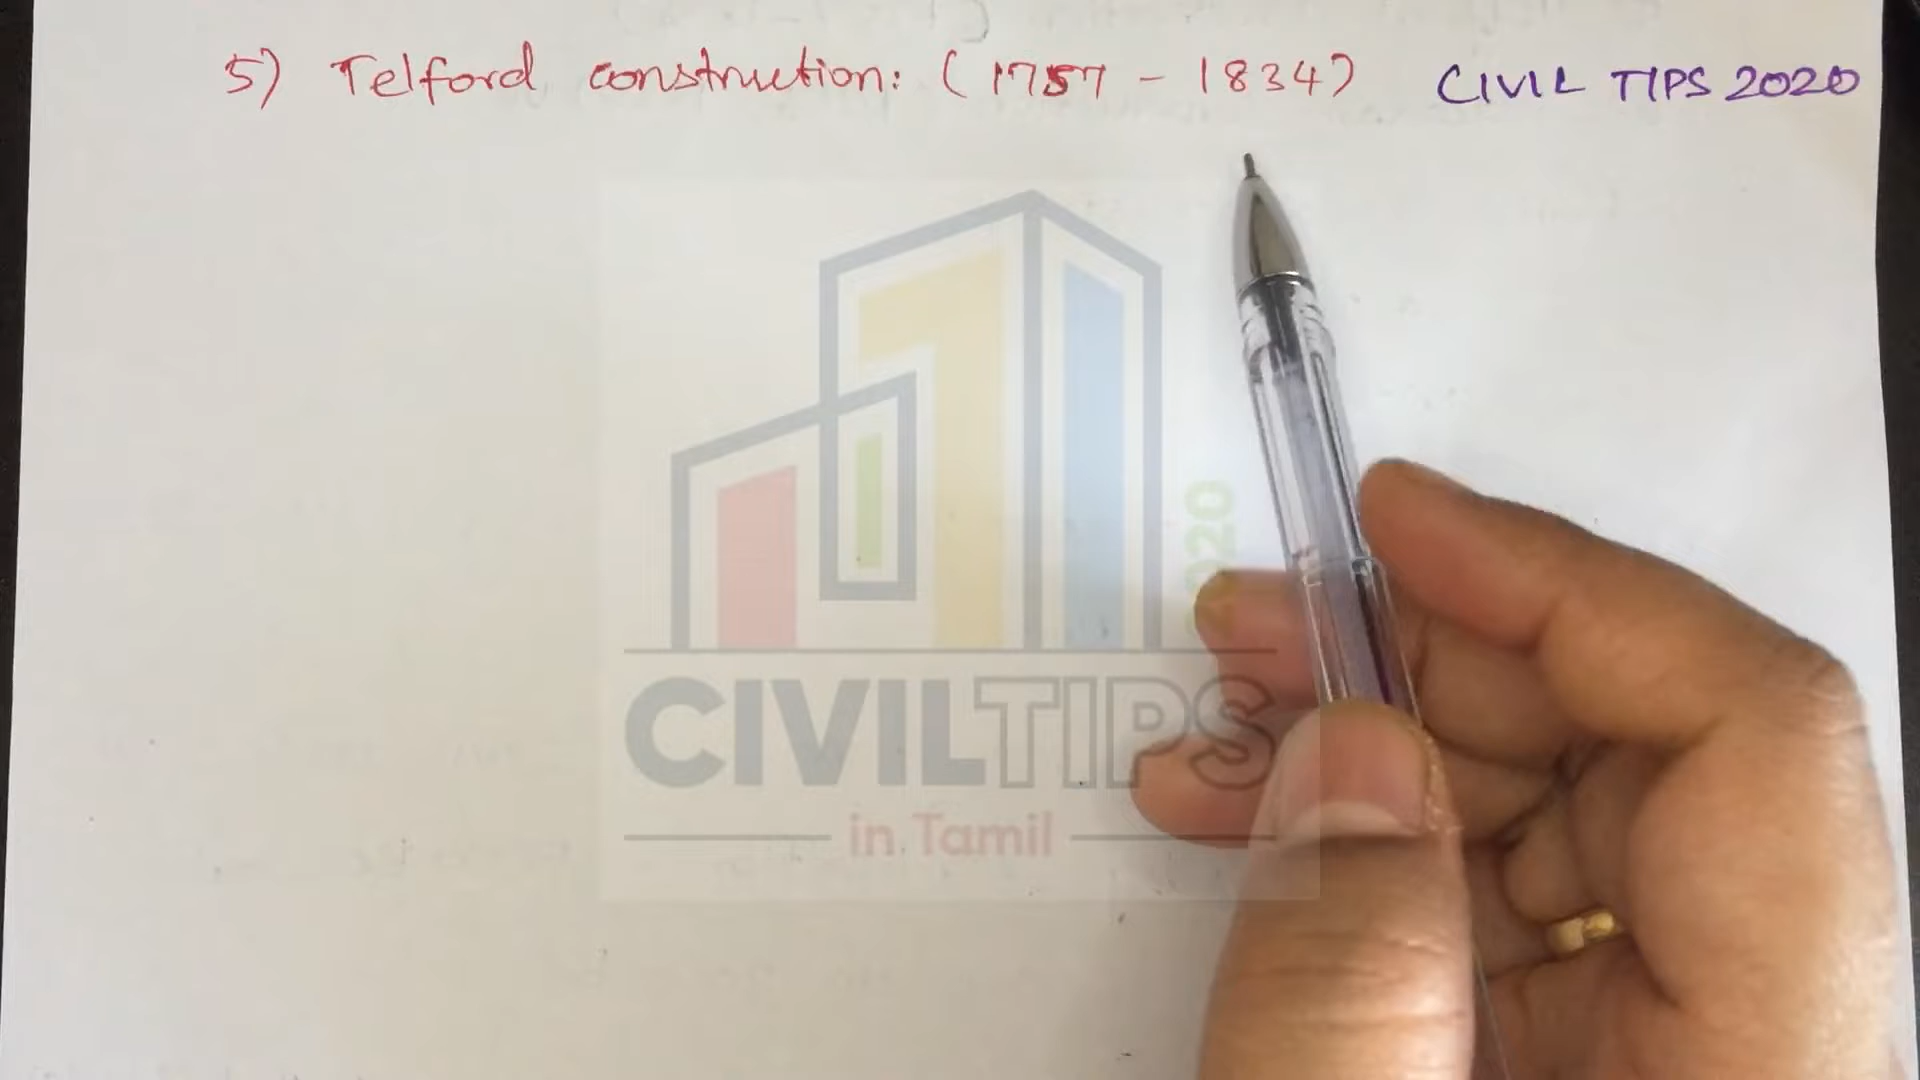 5) Telford construction: (1757 - 1834) CIVIL TIPS 2020
2020
CIVILTIPS
in Tamil